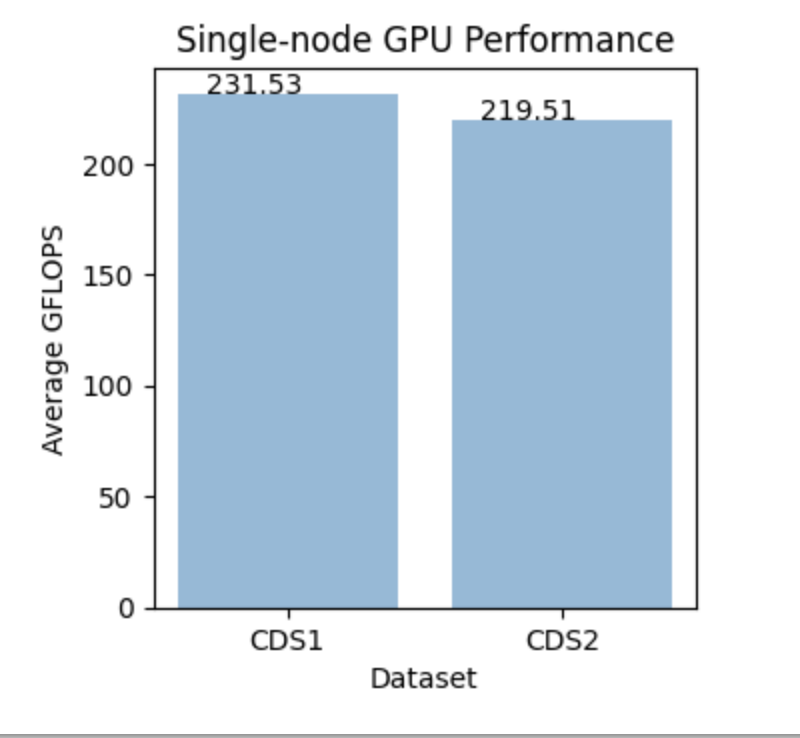 Single-node GPU Performance
231.53
219.51
200
150
100
50
0
Average GFLOPS
CDS1
CDS2
Dataset